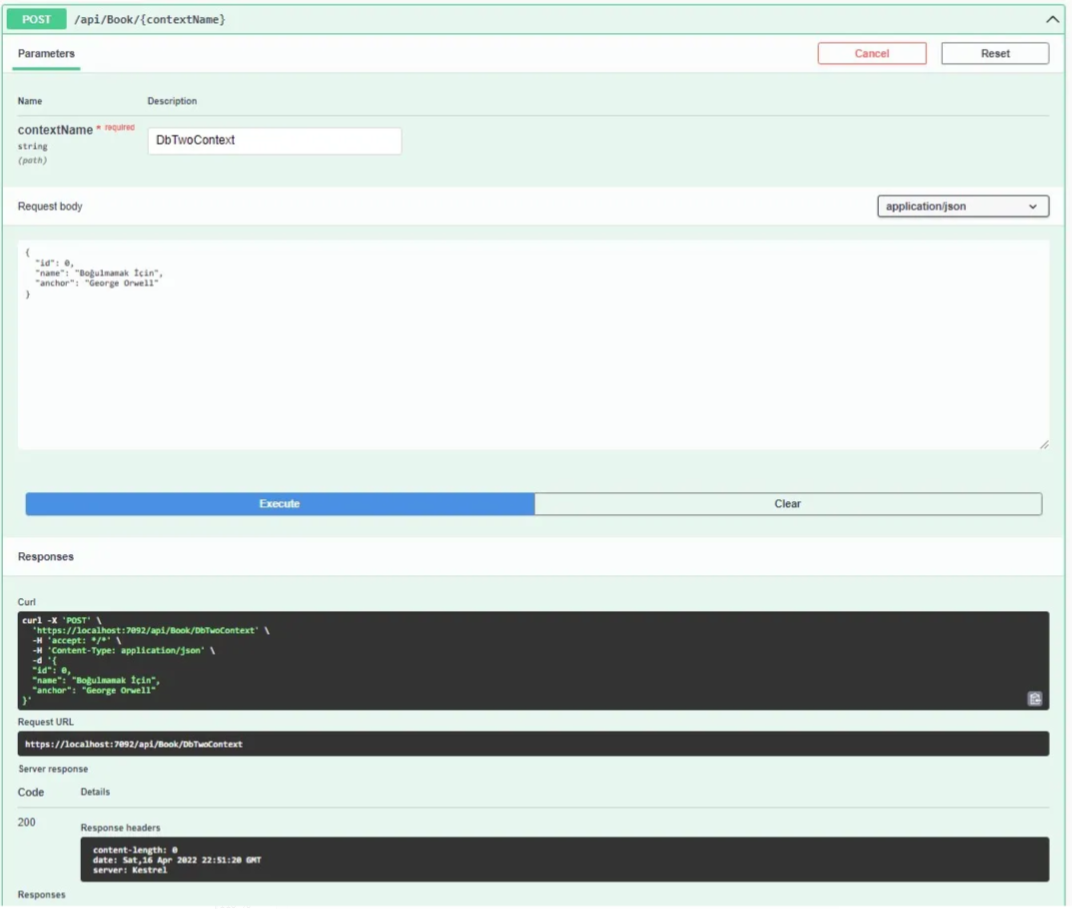 POST /api/Book/{contextName}
Parameters
Cancel
Reset
Name Description
contextName * required
string
(path)
DbTwoContext
Request body
application/json
{
"id": 0,
"name": "Boğulmamak İçin",
"anchor": "George Orwell"
}
Execute
Clear
Responses
Curl
curl -X 'POST' \
'https://localhost:7092/api/Book/DbTwoContext' \
-H 'accept: */*' \
-H 'Content-Type: application/json' \
-d '{
"id": 0,
"name": "Boğulmamak İçin",
"anchor": "George Orwell"
}'
Request URL
https://localhost:7092/api/Book/DbTwoContext
Server response
Code Details
200
Response headers
content-length: 0
date: Sat,16 Apr 2022 22:51:20 GMT
server: Kestrel
Responses